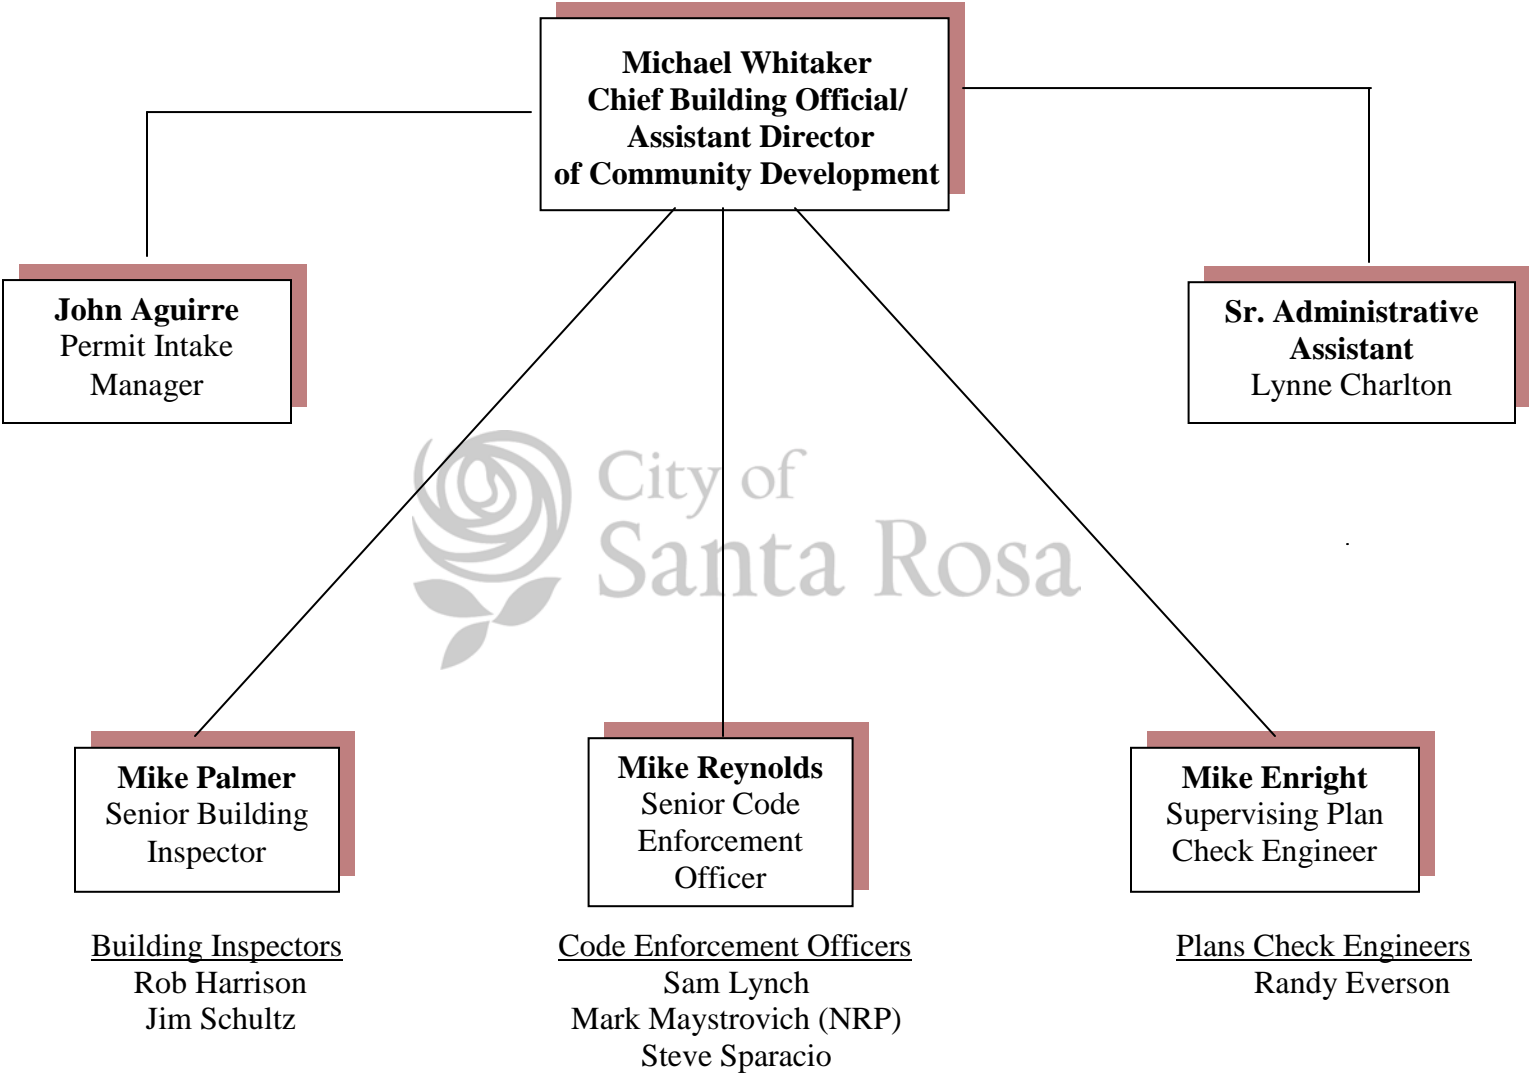 Michael Whitaker
Chief Building Official/
Assistant Director
of Community Development
John Aguirre
Permit Intake
Manager
Sr. Administrative
Assistant
Lynne Charlton
City of
Santa Rosa
.
Mike Palmer
Senior Building
Inspector
Mike Reynolds
Senior Code
Enforcement
Officer
Mike Enright
Supervising Plan
Check Engineer
Building Inspectors
Rob Harrison
Jim Schultz
Code Enforcement Officers
Sam Lynch
Mark Maystrovich (NRP)
Steve Sparacio
Plans Check Engineers
Randy Everson